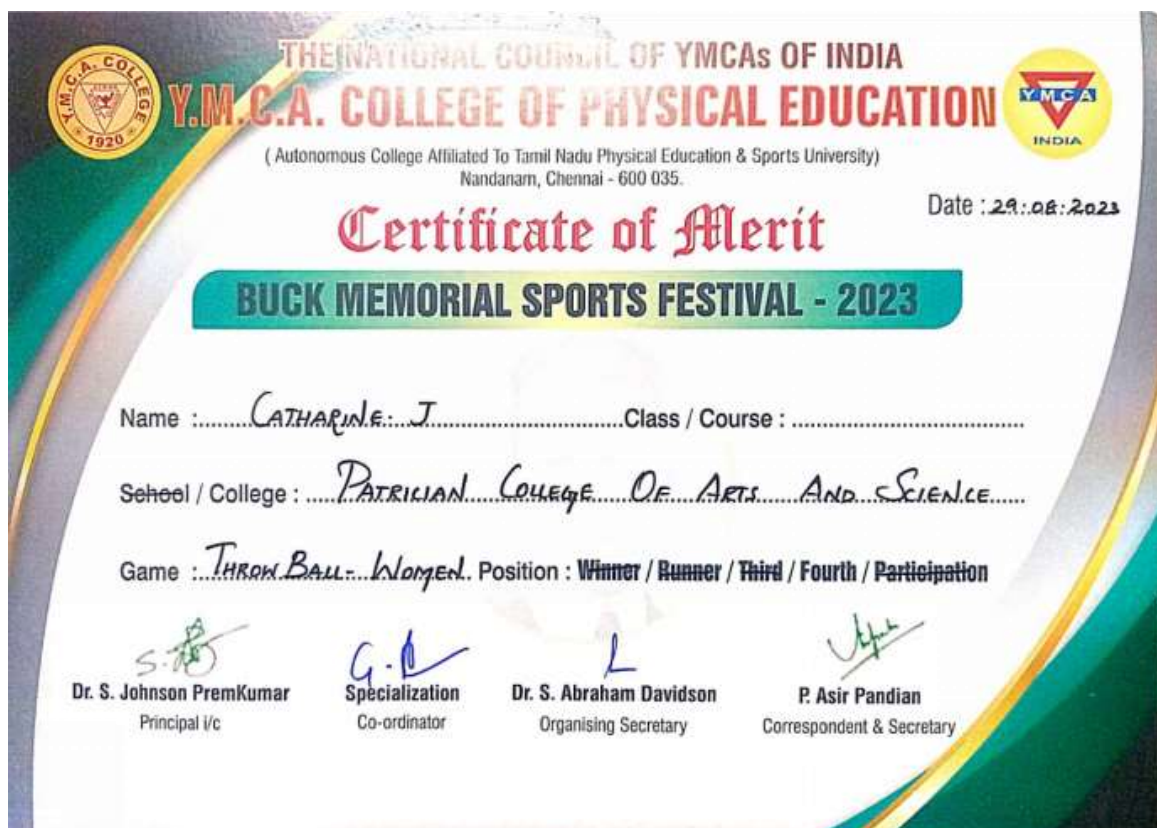 THE NATIONAL COUNCIL OF YMCAs OF INDIA
Y.M.C.A. COLLEGE OF PHYSICAL EDUCATION
Y.M.C.A. COLLEGE
1920
YMCA
INDIA
( Autonomous College Affiliated To Tamil Nadu Physical Education & Sports University)
Nandanam, Chennai - 600 035.
Date : 29.08.2023
Certificate of Merit
BUCK MEMORIAL SPORTS FESTIVAL - 2023
Name : CATHARINE. J Class / Course :
School / College : PATRICIAN COLLEGE OF ARTS AND SCIENCE
Game : THROW BALL - WOMEN. Position : Winner / Runner / Third / Fourth / Participation
Dr. S. Johnson PremKumar Specialization Dr. S. Abraham Davidson P. Asir Pandian
Principal i/c Co-ordinator Organising Secretary Correspondent & Secretary